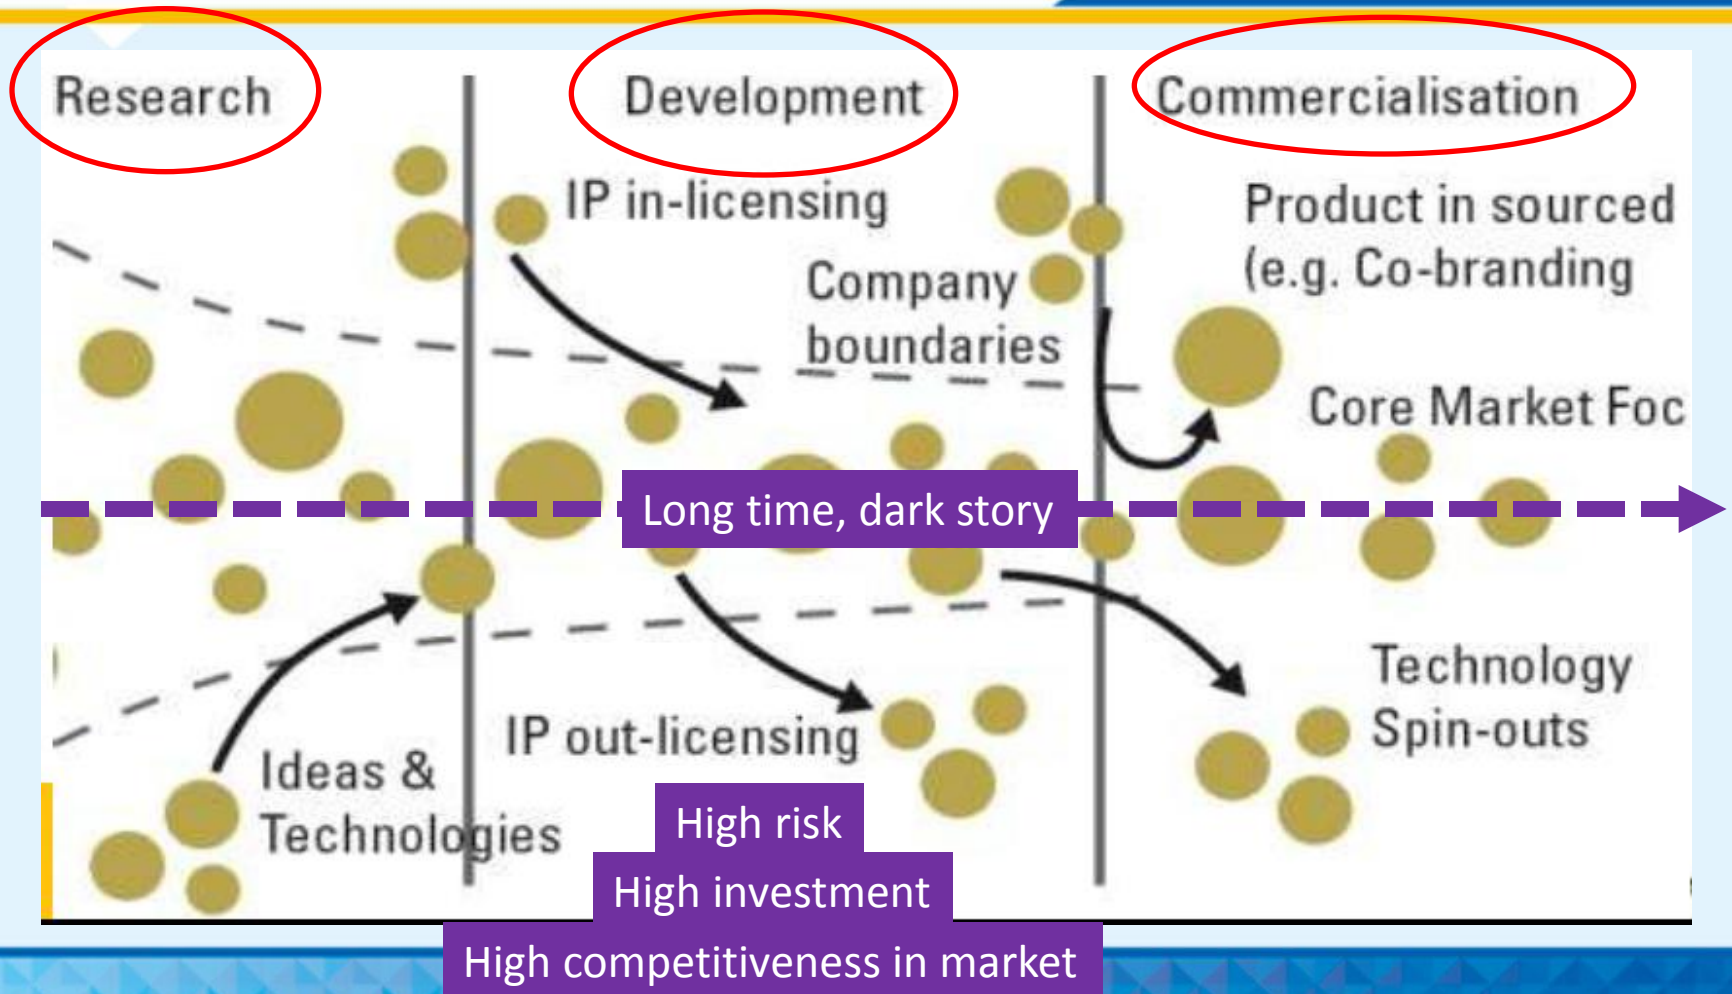 Research
Development
Commercialisation
IP in-licensing
Product in sourced
(e.g. Co-branding
Company
boundaries
Core Market Foc
Long time, dark story
Technology
Spin-outs
IP out-licensing
Ideas &
Technologies
High risk
High investment
High competitiveness in market